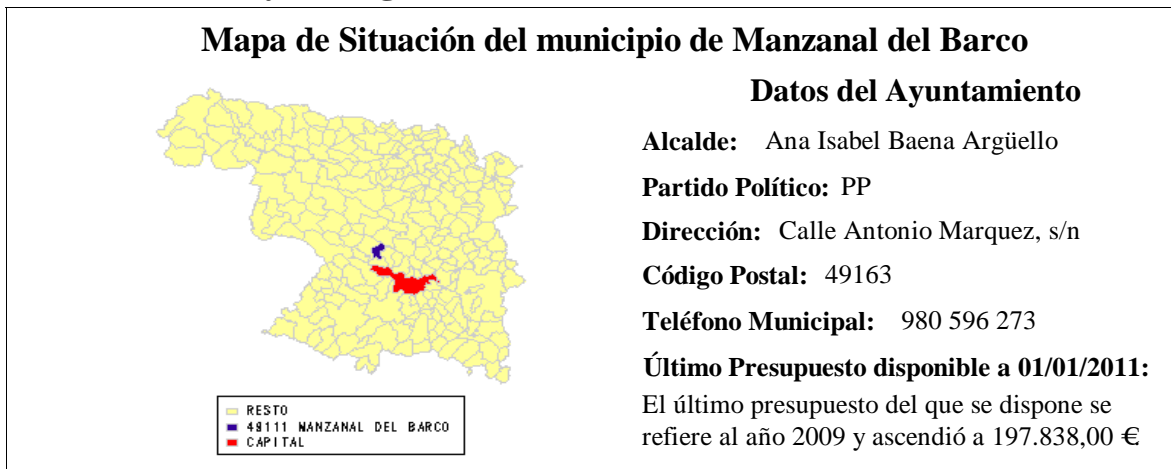 Mapa de Situación del municipio de Manzanal del Barco
Datos del Ayuntamiento
Alcalde: Ana Isabel Baena Argüello
Partido Político: PP
Dirección: Calle Antonio Marquez, s/n
Código Postal: 49163
Teléfono Municipal: 980 596 273
Último Presupuesto disponible a 01/01/2011:
El último presupuesto del que se dispone se
refiere al año 2009 y ascendió a 197.838,00 €
RESTO
49111 MANZANAL DEL BARCO
CAPITAL